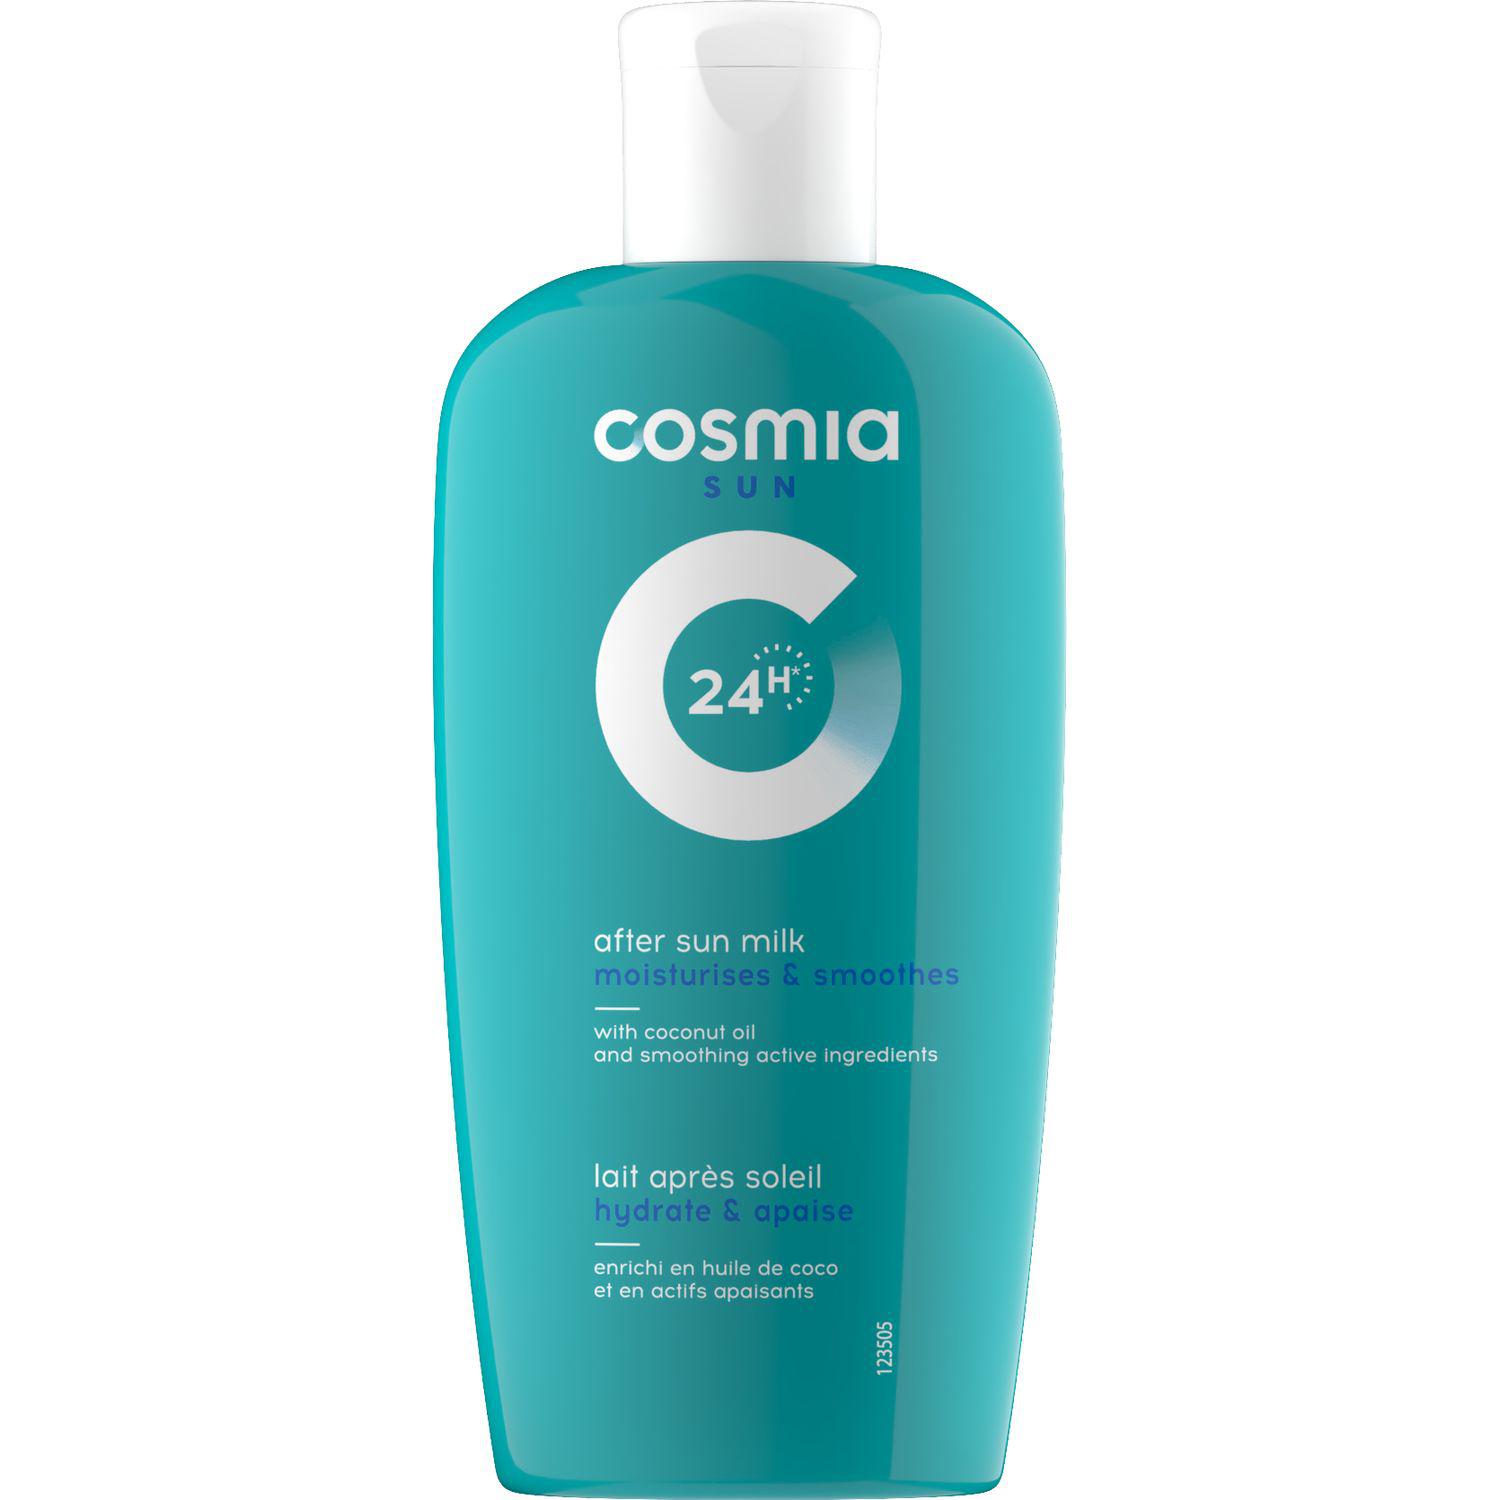 cosmia
SUN
24H*
after sun milk
moisturises & smoothes
with coconut oil
and smoothing active ingredients
lait après soleil
hydrate & apaise
enrichi en huile de coco
et en actifs apaisants
123505